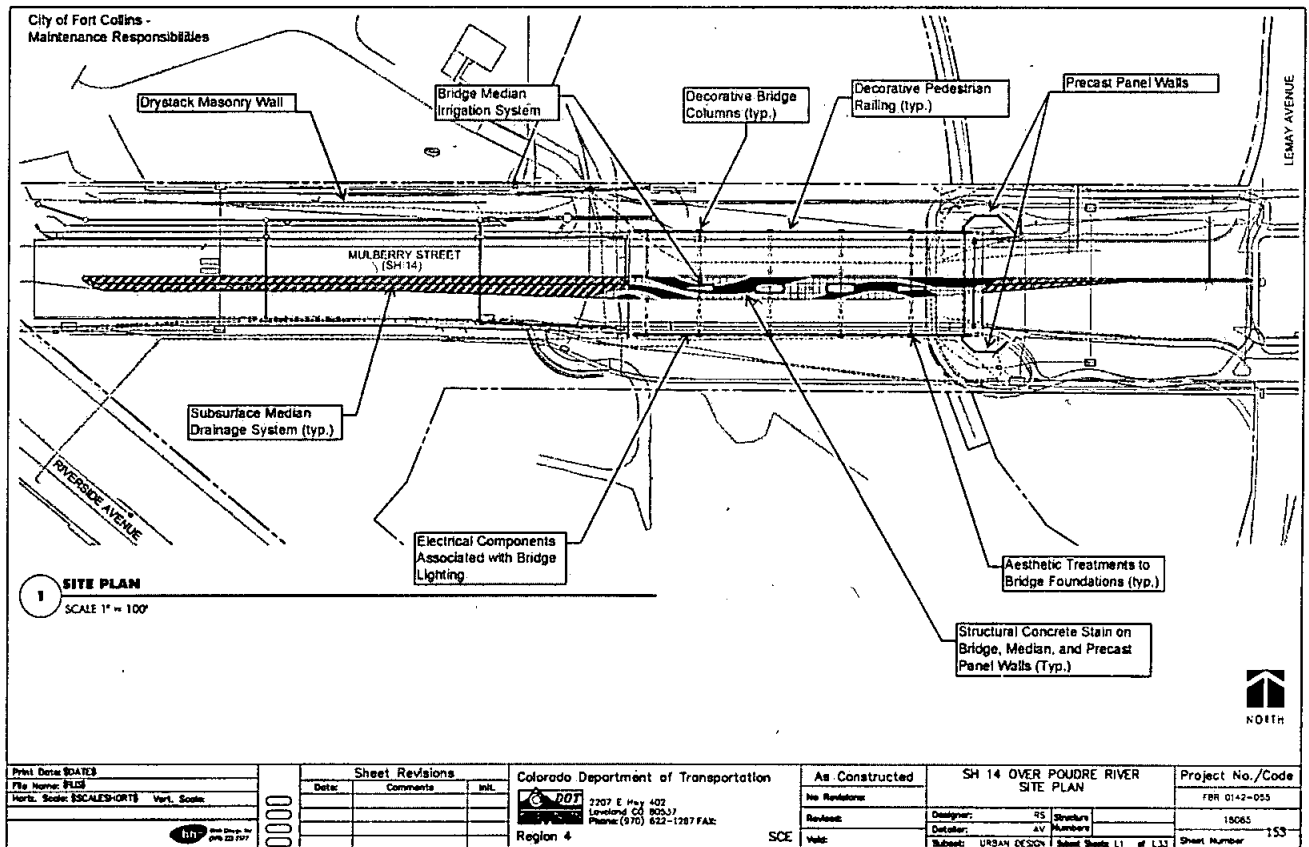 City of Fort Collins -
Maintenance Responsibilities
Drystack Masonry Wall
Bridge Median
Irrigation System
Decorative Bridge
Columns (typ.)
Decorative Pedestrian
Railing (typ.)
Precast Panel Walls
LEMAY AVENUE
MULBERRY STREET
(SH 14)
Subsurface Median
Drainage System (typ.)
RIVERSIDE AVENUE
Electrical Components
Associated with Bridge
Lighting
Aesthetic Treatments to
Bridge Foundations (typ.)
Structural Concrete Stain on
Bridge, Median, and Precast
Panel Walls (Typ.)
1
SITE PLAN
SCALE 1" = 100'
NORTH
Print Date: $DATE$
File Name: $FILE$
Horiz. Scale: $SCALESHORT$ Vert. Scale:
Sheet Revisions
Date: Comments Init.
Colorado Department of Transportation
DOT
2207 E Hwy 402
Loveland CO 80537
Phone: (970) 622-1287 FAX:
Region 4 SCE
As Constructed
No Revisions:
Revised:
Void:
SH 14 OVER POUDRE RIVER
SITE PLAN
Designer: RS
Detailer: AV
Structure
Numbers
Subset: URBAN DESIGN Subset Sheets: L1 of L33
Project No./Code
FBR 0142-055
15065
Sheet Number 153